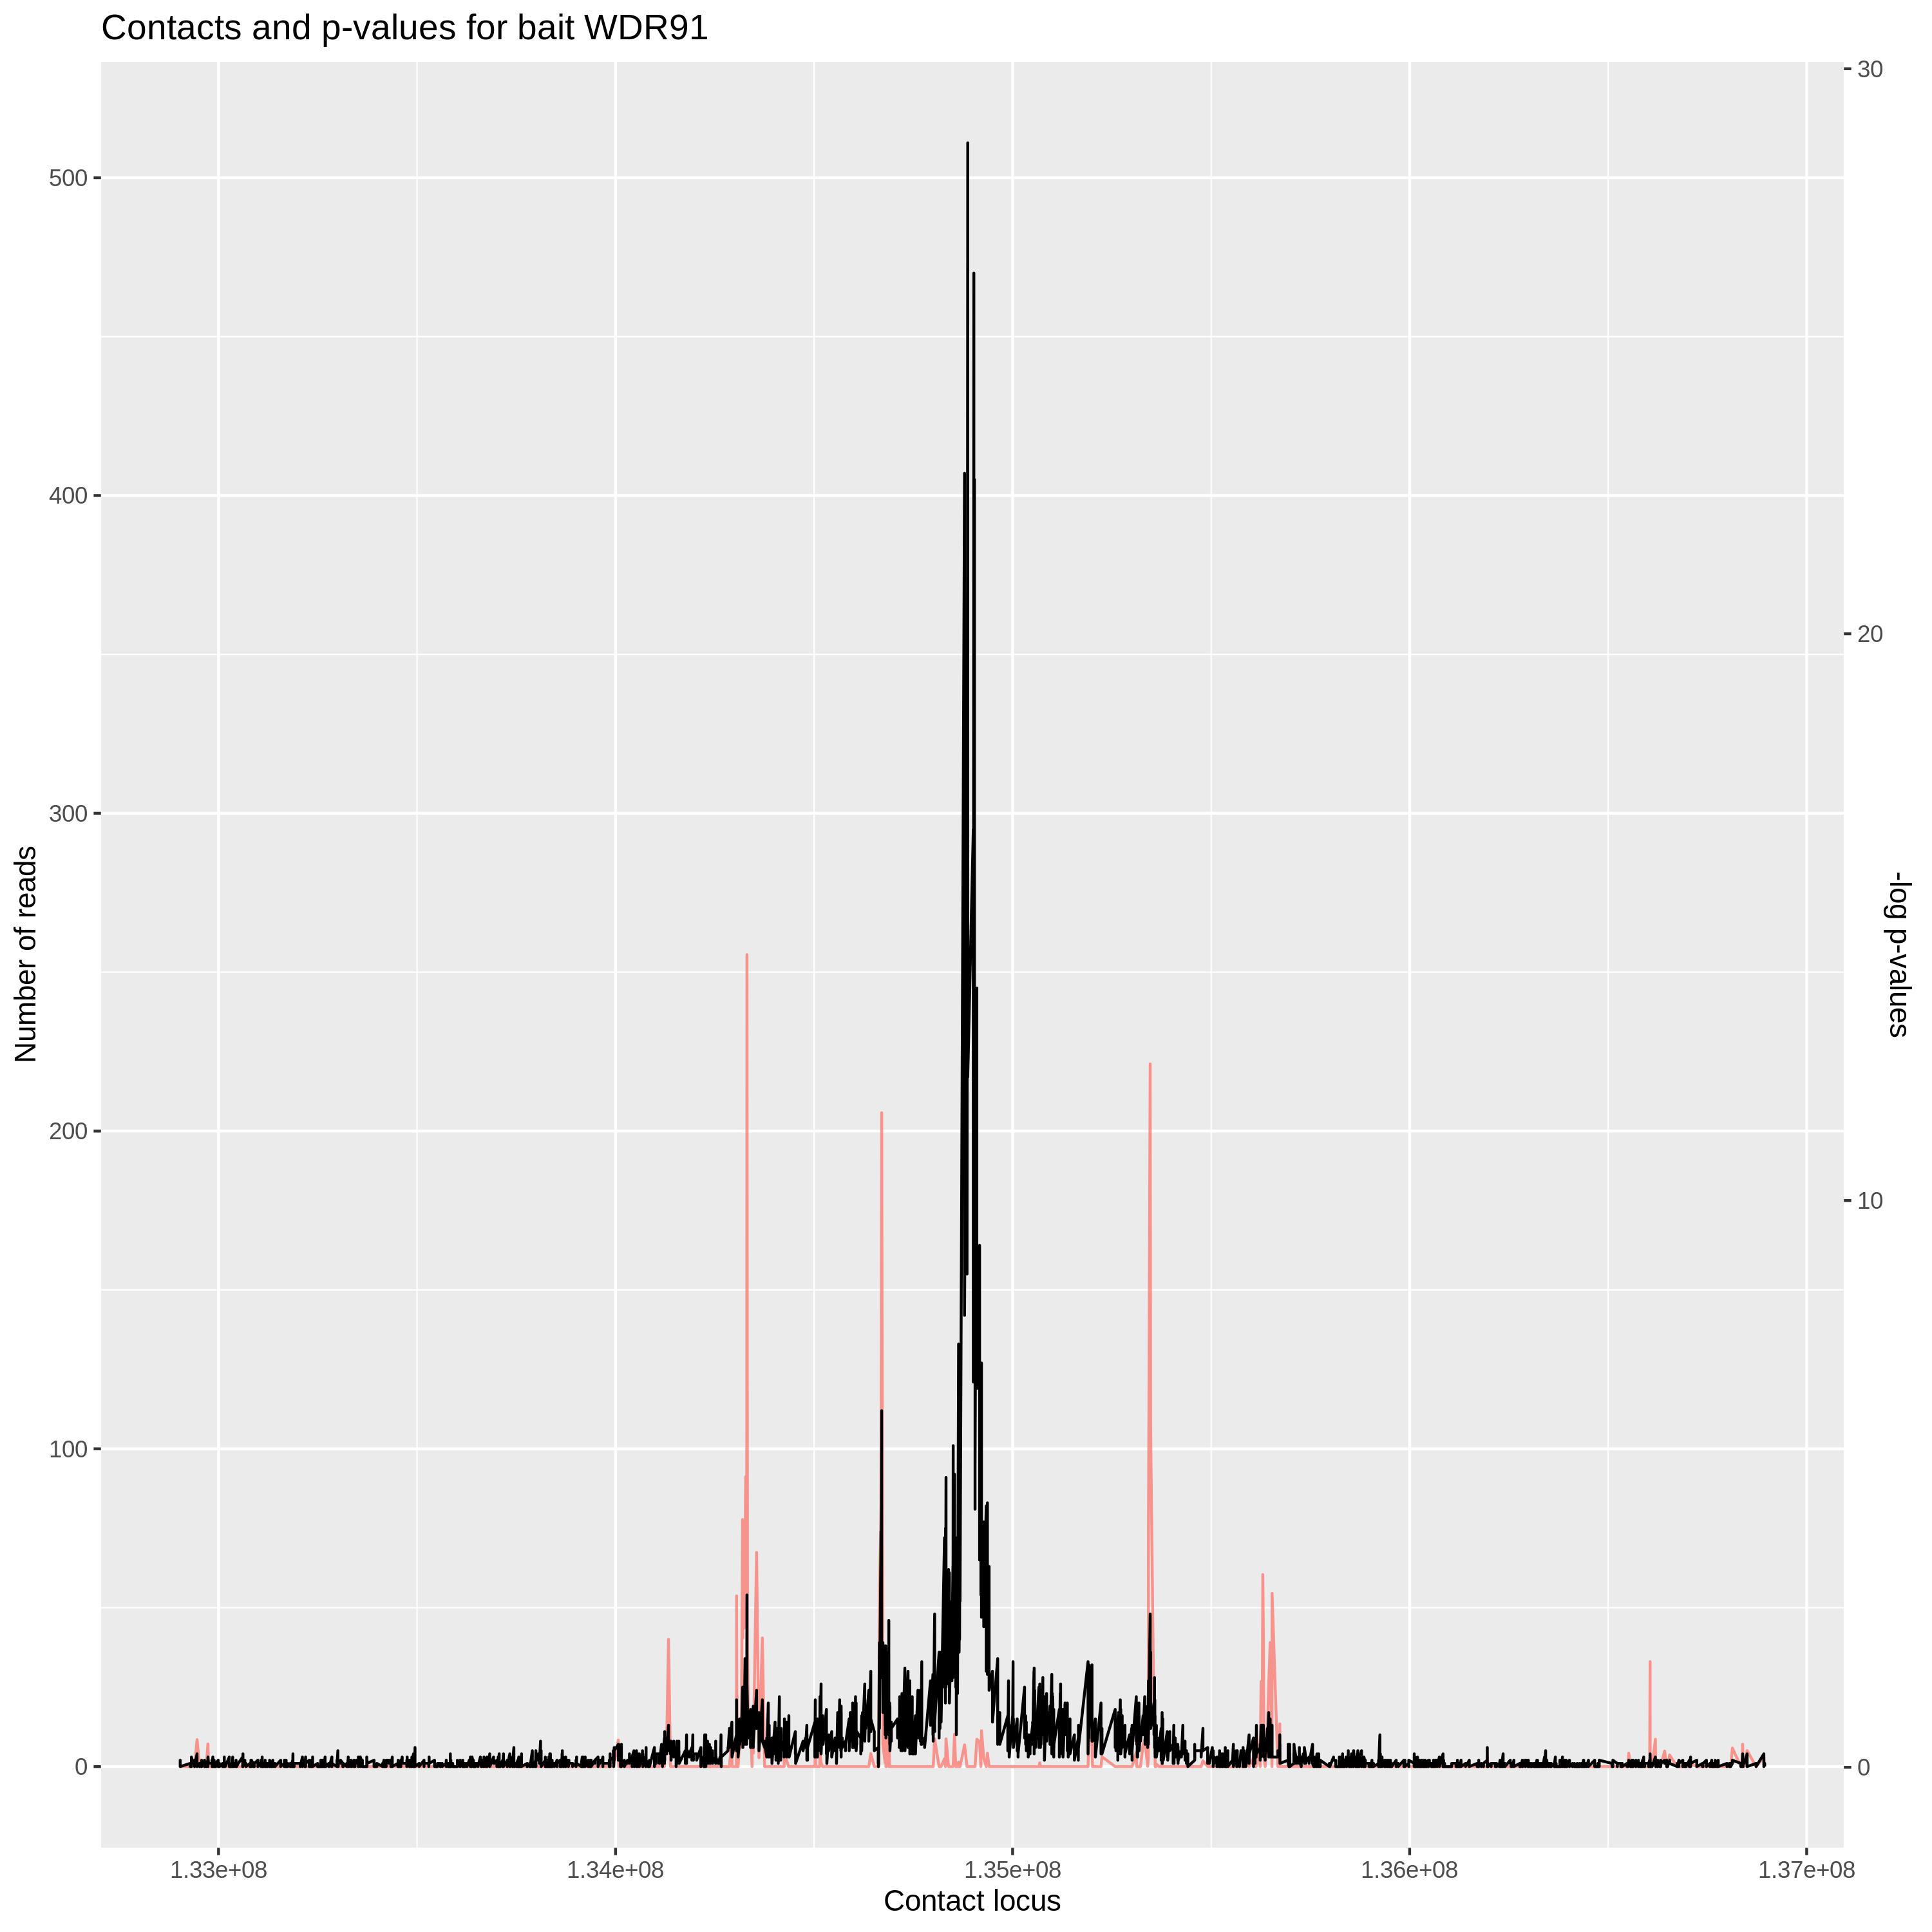 Contacts and p-values for bait WDR91
30
500
400
20
300
Number of reads
-log p-values
200
10
100
0
0
1.33e+08
1.34e+08
1.35e+08
1.36e+08
1.37e+08
Contact locus